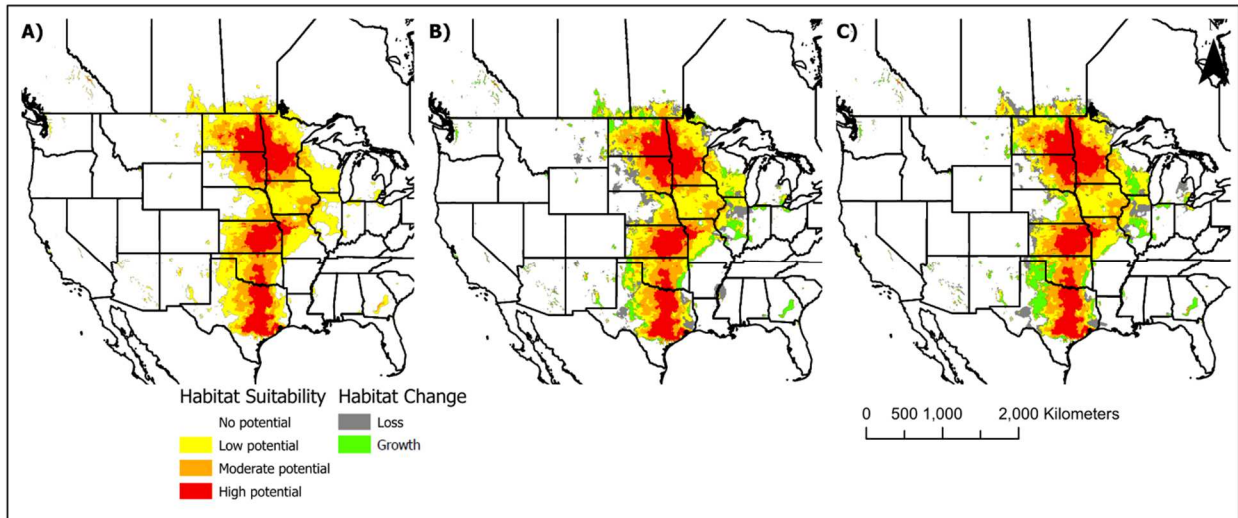 A)
B)
C)
N
Habitat Suitability
No potential
Low potential
Moderate potential
High potential
Habitat Change
Loss
Growth
0 500 1,000 2,000 Kilometers